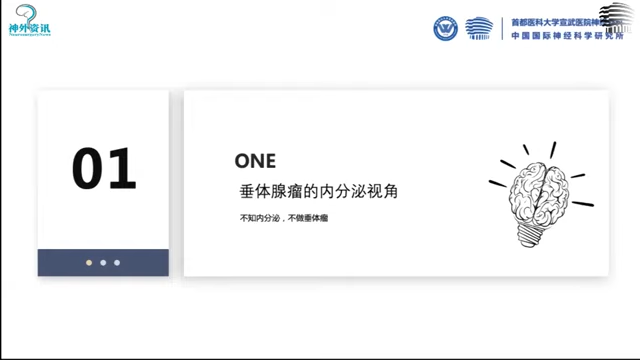 神外资讯
首都医科大学宣武医院神经
中国国际神经科学研究所
01
ONE
垂体腺瘤的内分泌视角
不知内分泌，不做垂体瘤